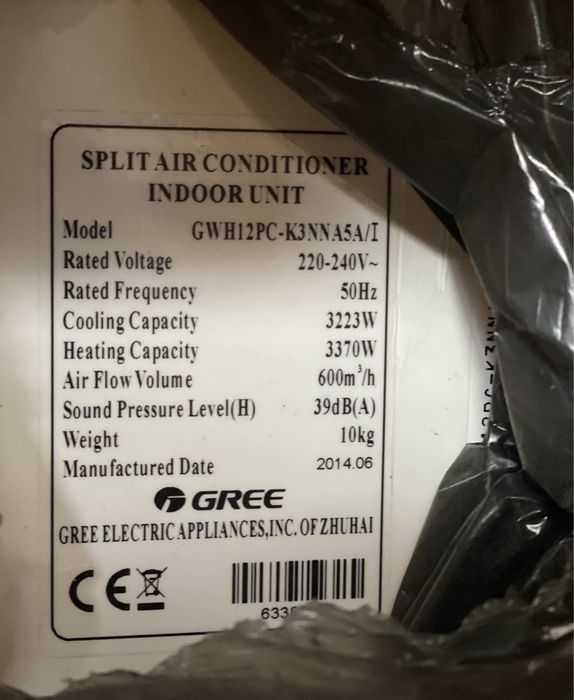 SPLIT AIR CONDITIONER
INDOOR UNIT
Model GWH12PC-K3NNA5A/I
Rated Voltage 220-240V~
Rated Frequency 50Hz
Cooling Capacity 3223W
Heating Capacity 3370W
Air Flow Volume 600m³/h
Sound Pressure Level(H) 39dB(A)
Weight 10kg
Manufactured Date 2014.06
GREE
GREE ELECTRIC APPLIANCES,INC. OF ZHUHAI
CE